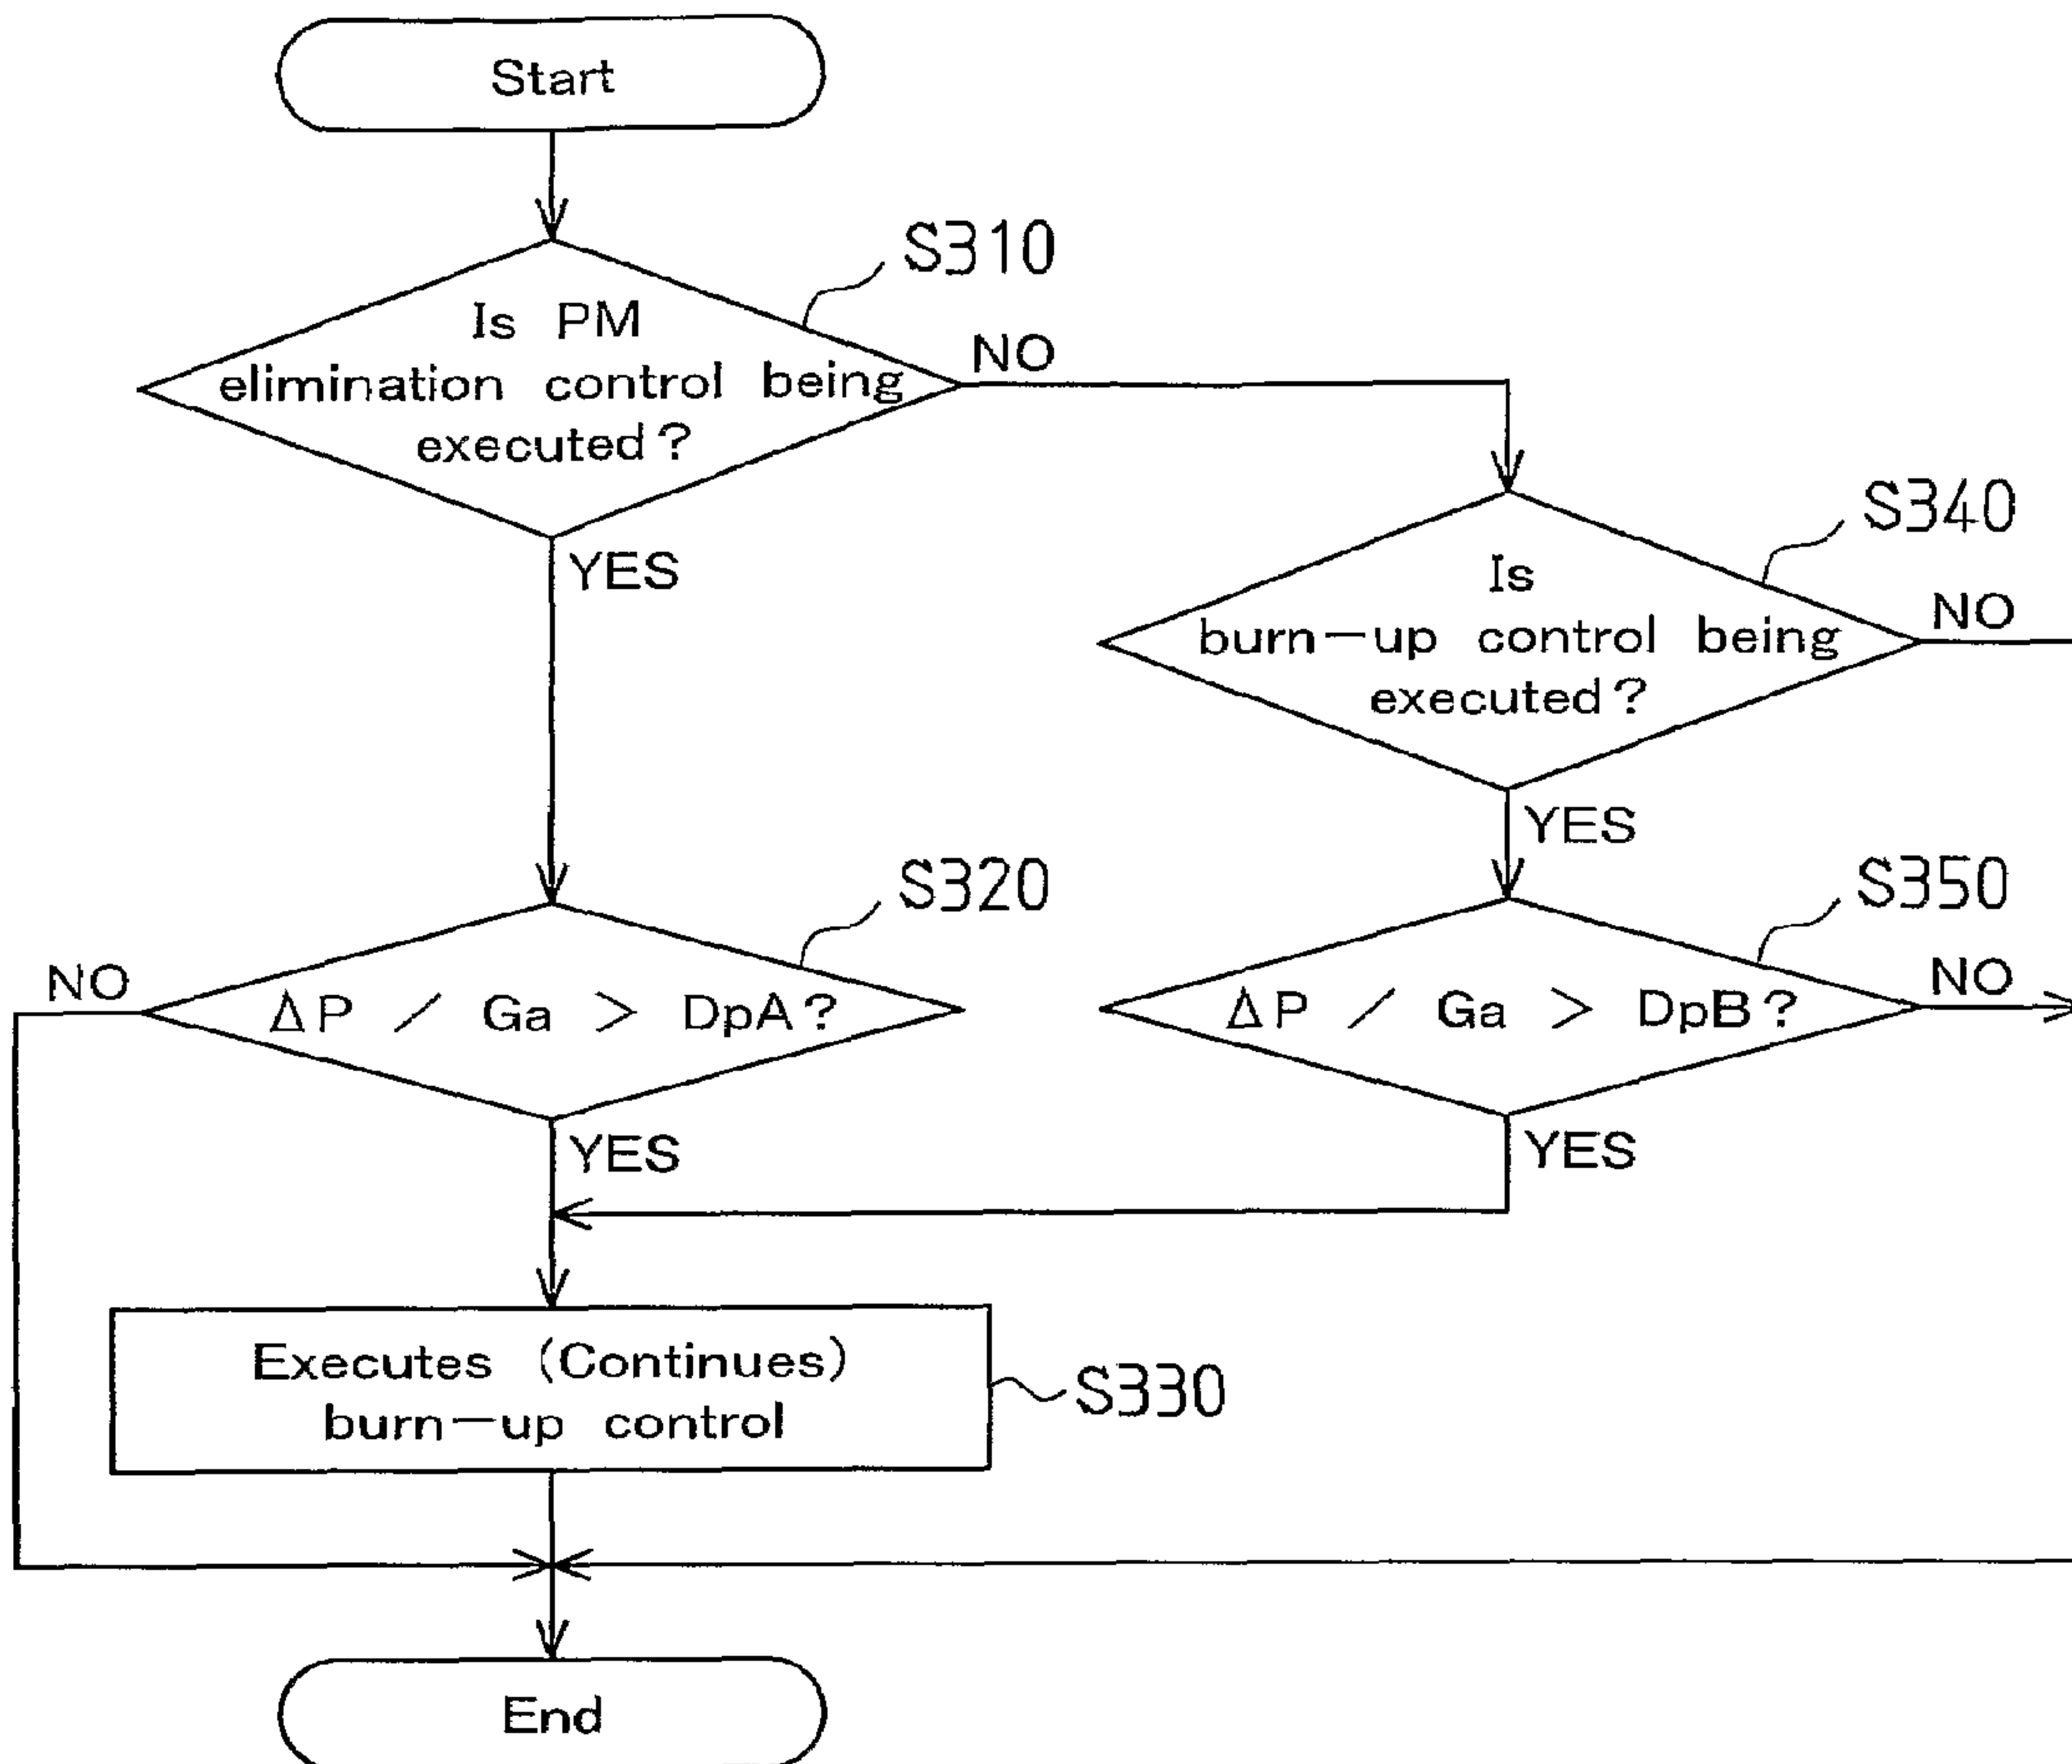 Start
S310
Is PM
elimination control being
executed?
NO
YES
S340
Is
burn-up control being
executed?
NO
YES
S320
ΔP / Ga > DpA?
NO
YES
S350
ΔP / Ga > DpB?
NO
YES
Executes (Continues)
burn-up control
S330
End